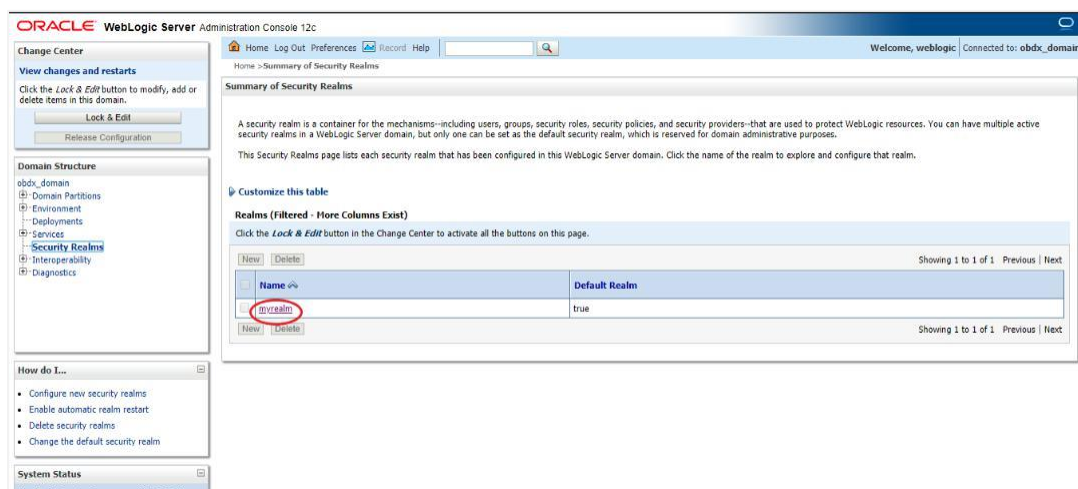 ORACLE WebLogic Server Administration Console 12c
Change Center
View changes and restarts
Click the Lock & Edit button to modify, add or
delete items in this domain.
Lock & Edit
Release Configuration
Domain Structure
obdx_domain
Domain Partitions
Environment
Deployments
Services
Security Realms
Interoperability
Diagnostics
How do I...
Configure new security realms
Enable automatic realm restart
Delete security realms
Change the default security realm
System Status
Home Log Out Preferences Record Help
Welcome, weblogic Connected to: obdx_domain
Home >Summary of Security Realms
Summary of Security Realms
A security realm is a container for the mechanisms--including users, groups, security roles, security policies, and security providers--that are used to protect WebLogic resources. You can have multiple active
security realms in a WebLogic Server domain, but only one can be set as the default security realm, which is reserved for domain administrative purposes.
This Security Realms page lists each security realm that has been configured in this WebLogic Server domain. Click the name of the realm to explore and configure that realm.
Customize this table
Realms (Filtered - More Columns Exist)
Click the Lock & Edit button in the Change Center to activate all the buttons on this page.
New Delete Showing 1 to 1 of 1 Previous | Next
Name Default Realm
myrealm true
New Delete Showing 1 to 1 of 1 Previous | Next